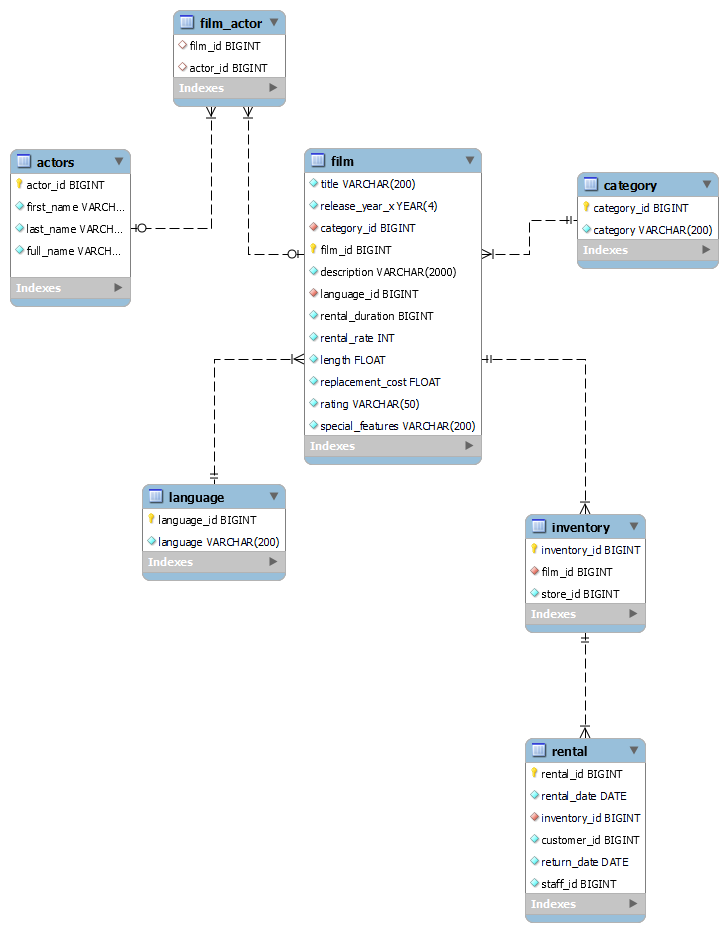 film_actor
film_id BIGINT
actor_id BIGINT
Indexes
actors
actor_id BIGINT
first_name VARCH...
last_name VARCH...
full_name VARCH...
Indexes
film
title VARCHAR(200)
release_year_x YEAR(4)
category_id BIGINT
film_id BIGINT
description VARCHAR(2000)
language_id BIGINT
rental_duration BIGINT
rental_rate INT
length FLOAT
replacement_cost FLOAT
rating VARCHAR(50)
special_features VARCHAR(200)
Indexes
category
category_id BIGINT
category VARCHAR(200)
Indexes
language
language_id BIGINT
language VARCHAR(200)
Indexes
inventory
inventory_id BIGINT
film_id BIGINT
store_id BIGINT
Indexes
rental
rental_id BIGINT
rental_date DATE
inventory_id BIGINT
customer_id BIGINT
return_date DATE
staff_id BIGINT
Indexes